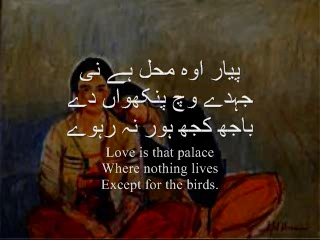 پیار اوہ محل ہے نی
جہدے وچ پنکھواں دے
باجھ کجھ ہور نہ رہوے
Love is that palace
Where nothing lives
Except for the birds.